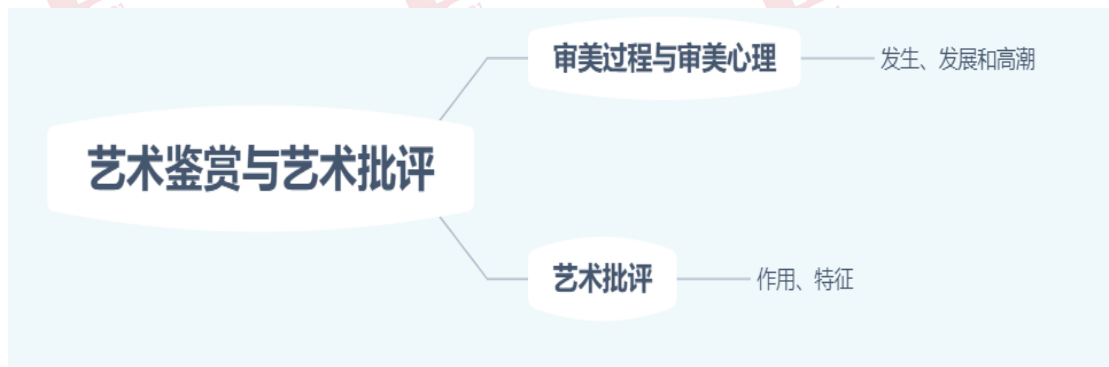 审美过程与审美心理
发生、发展和高潮
艺术鉴赏与艺术批评
艺术批评
作用、特征